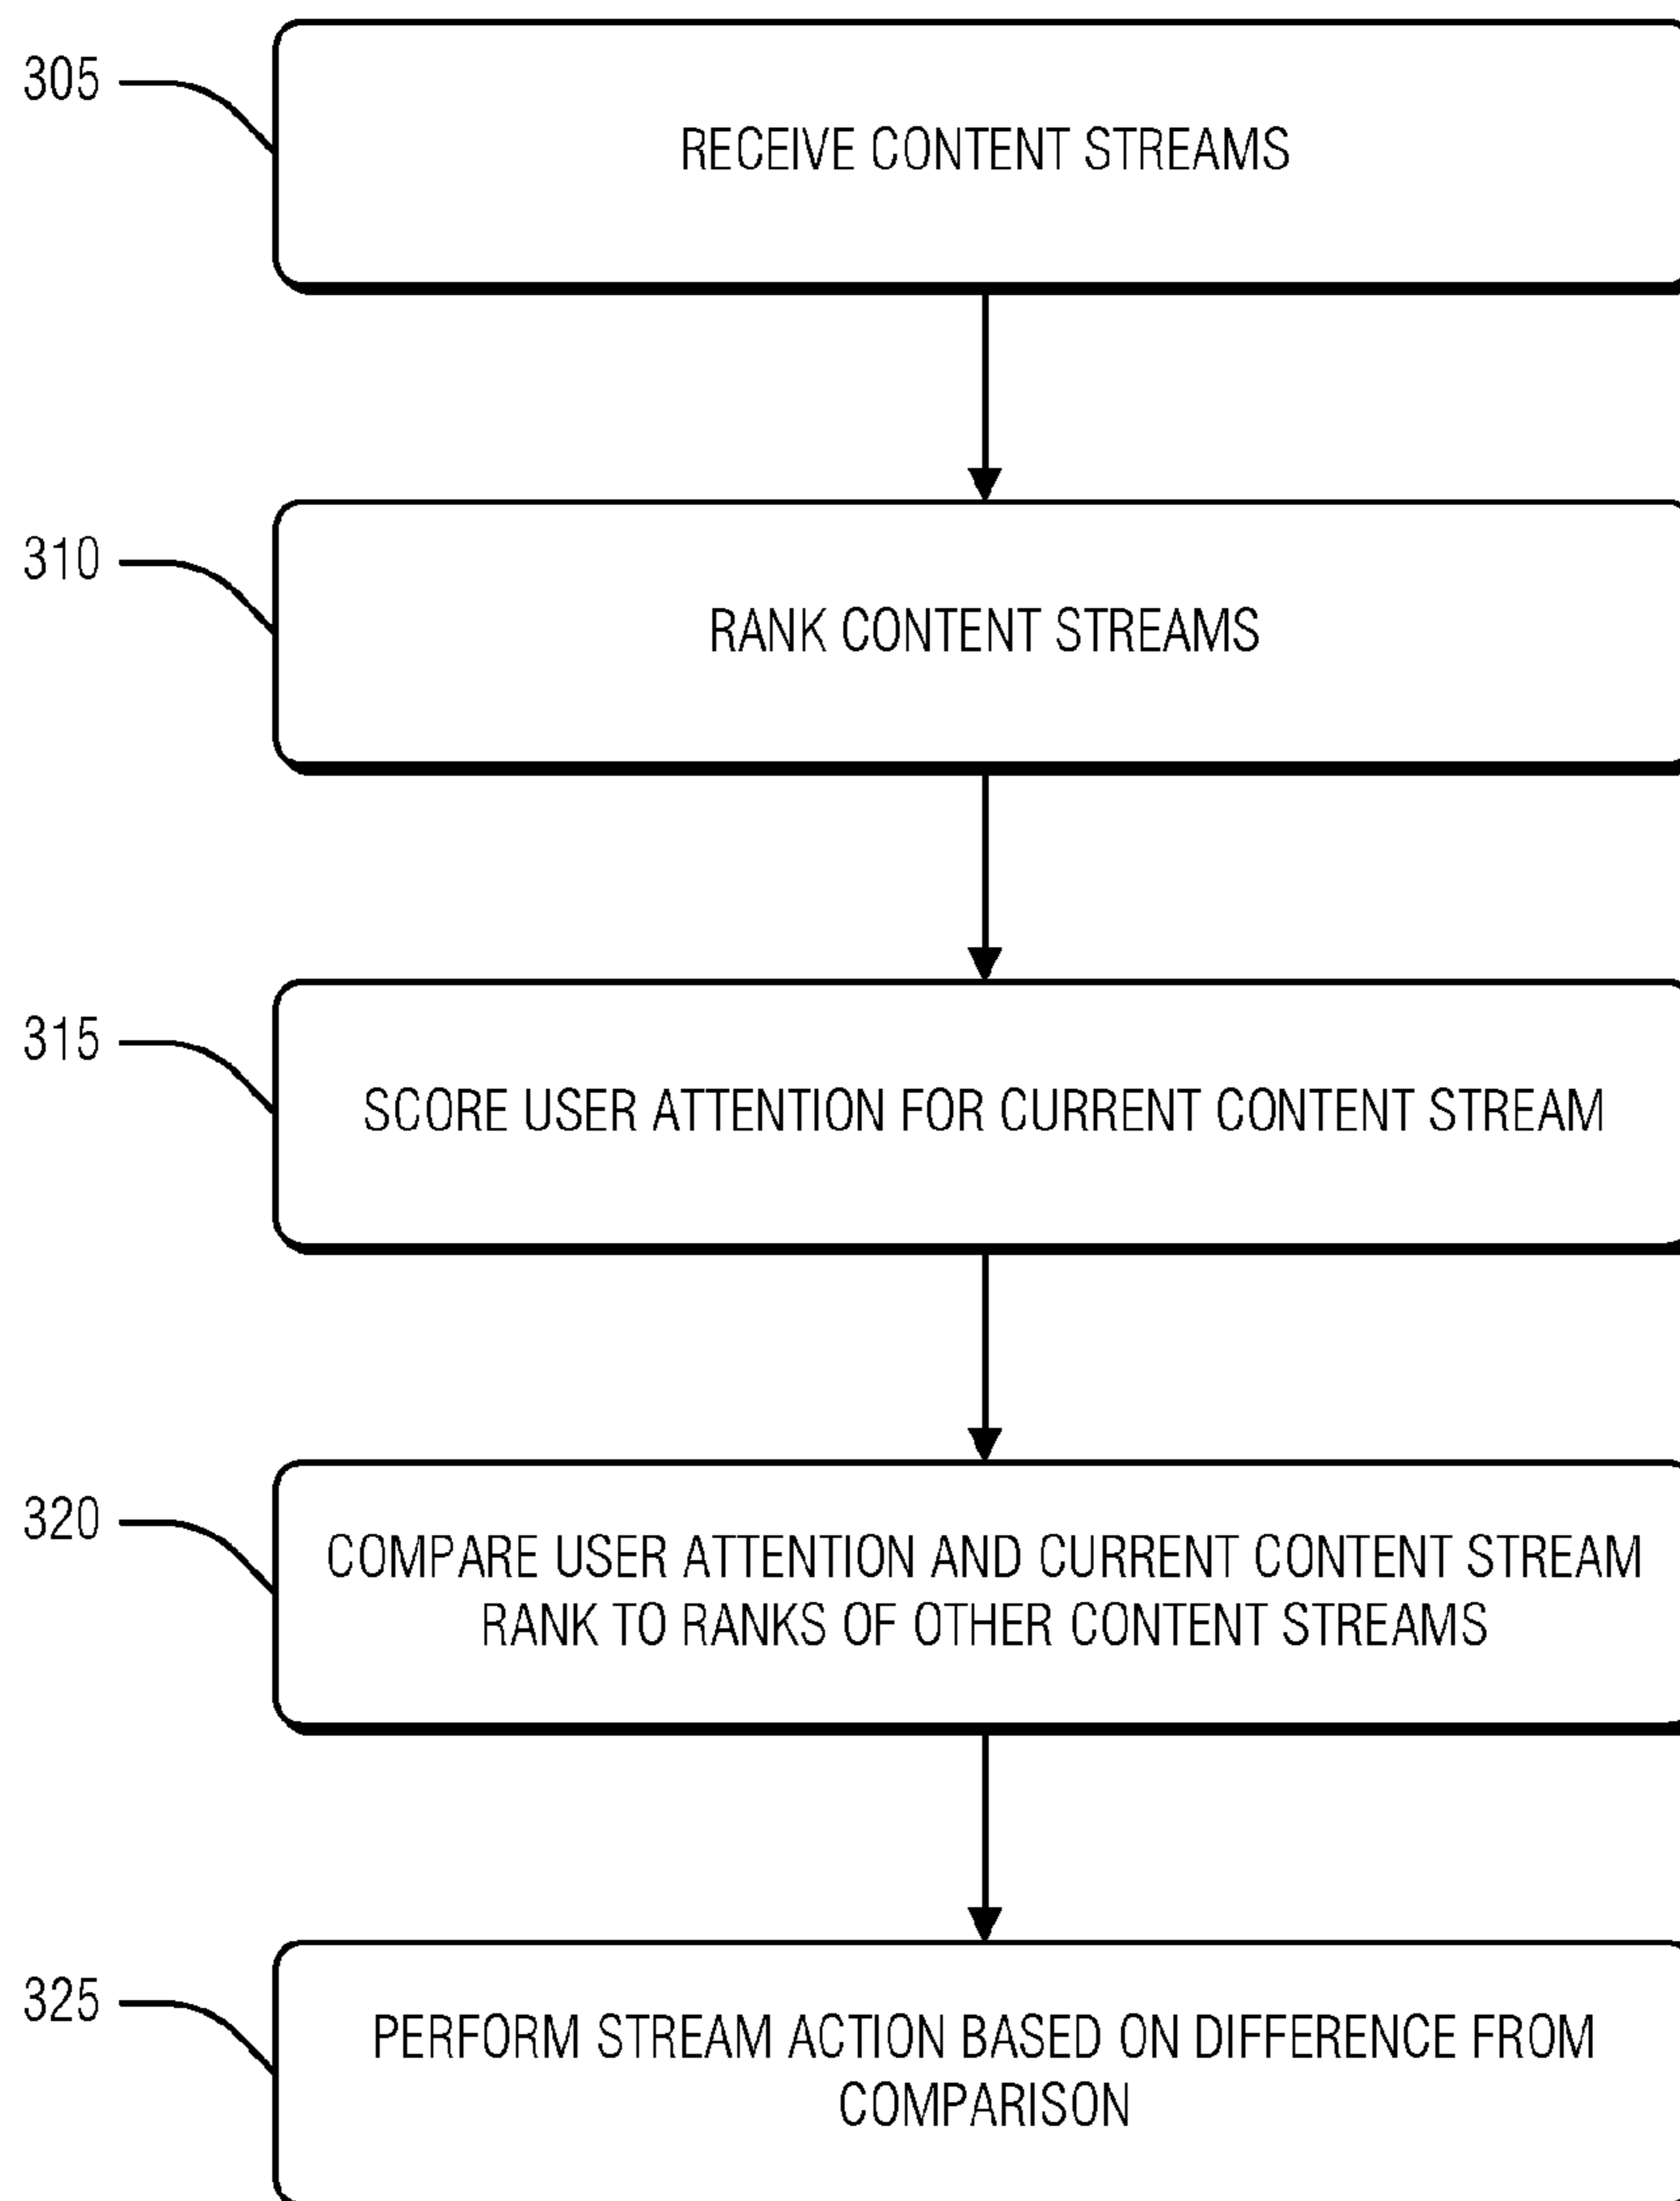 305
RECEIVE CONTENT STREAMS
310
RANK CONTENT STREAMS
315
SCORE USER ATTENTION FOR CURRENT CONTENT STREAM
320
COMPARE USER ATTENTION AND CURRENT CONTENT STREAM
RANK TO RANKS OF OTHER CONTENT STREAMS
325
PERFORM STREAM ACTION BASED ON DIFFERENCE FROM
COMPARISON